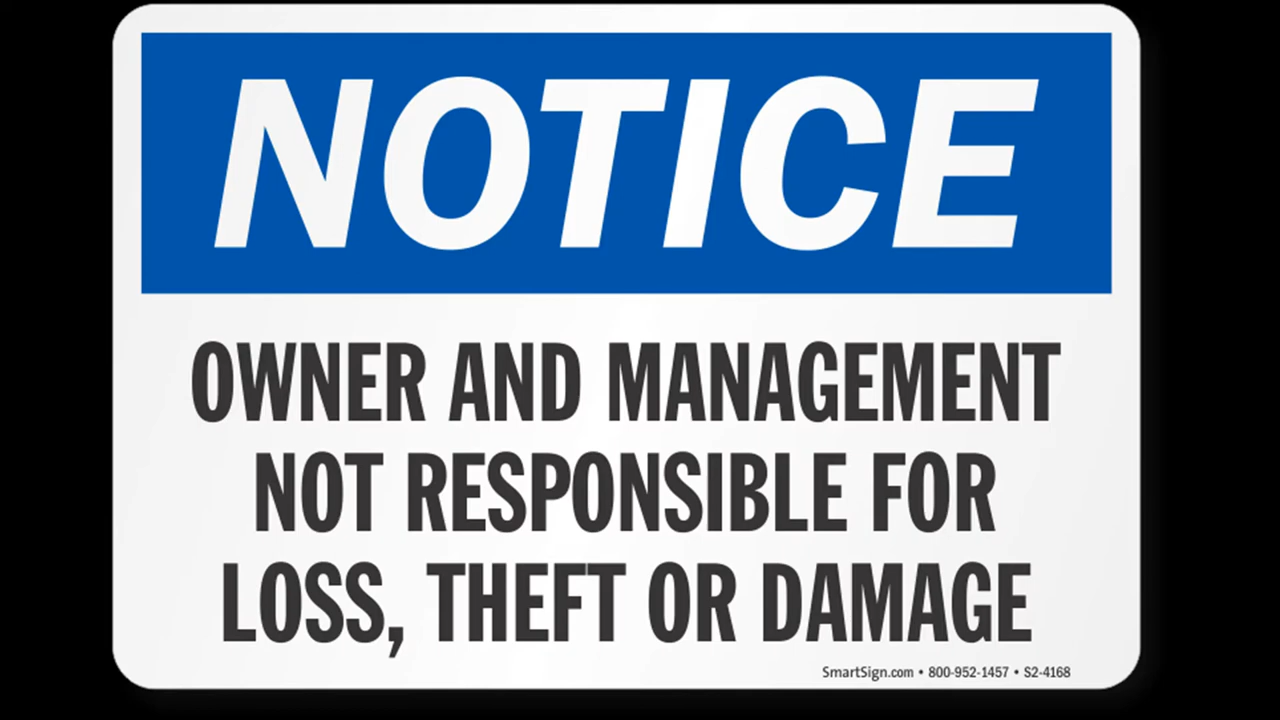 NOTICE
OWNER AND MANAGEMENT
NOT RESPONSIBLE FOR
LOSS, THEFT OR DAMAGE
SmartSign.com • 800-952-1457 • S2-4168